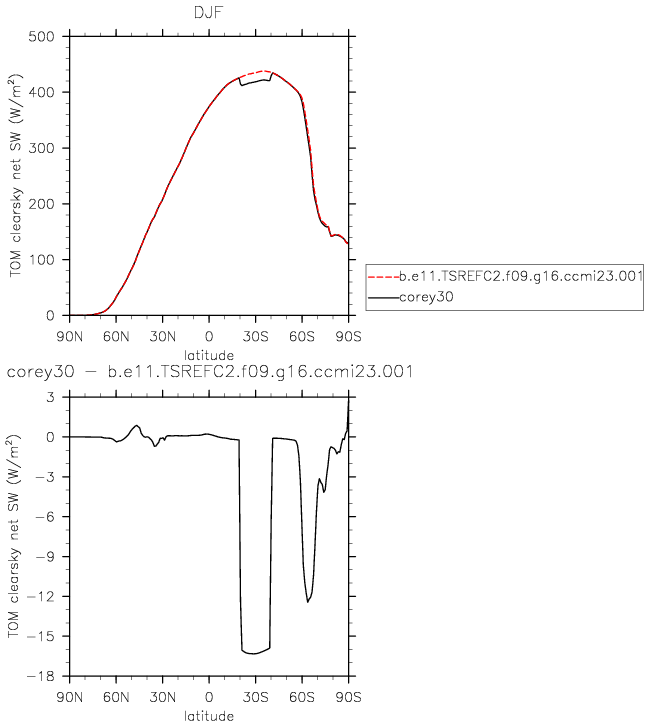 DJF
TOM clearsky net SW (W/m²)
500
400
300
200
100
0
90N 60N 30N 0 30S 60S 90S
latitude
b.e11.TSREFC2.f09.g16.ccmi23.001
corey30
corey30 − b.e11.TSREFC2.f09.g16.ccmi23.001
TOM clearsky net SW (W/m²)
3
0
−3
−6
−9
−12
−15
−18
90N 60N 30N 0 30S 60S 90S
latitude